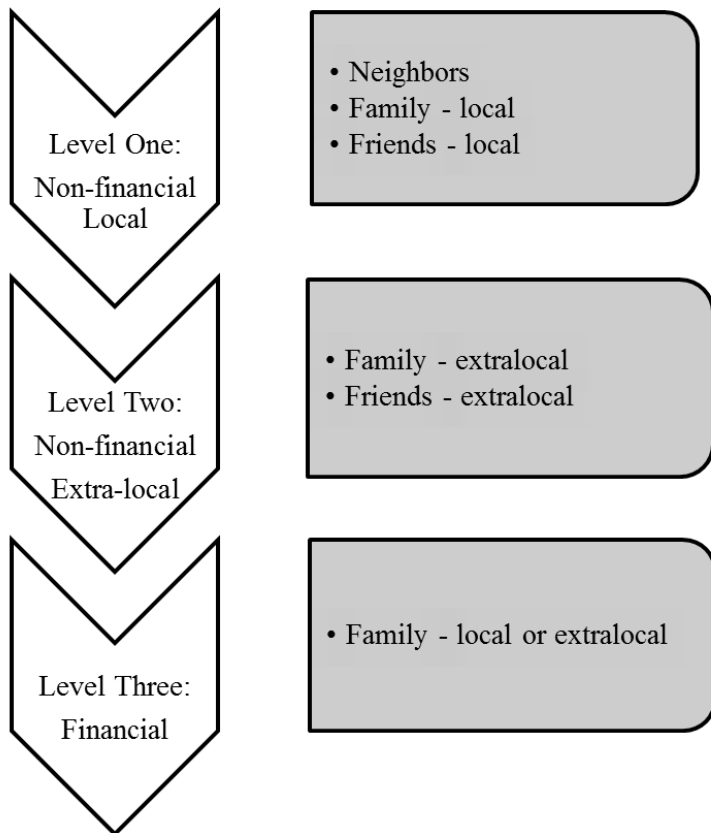 Level One:
Non-financial
Local
• Neighbors
• Family - local
• Friends - local
Level Two:
Non-financial
Extra-local
• Family - extralocal
• Friends - extralocal
Level Three:
Financial
• Family - local or extralocal